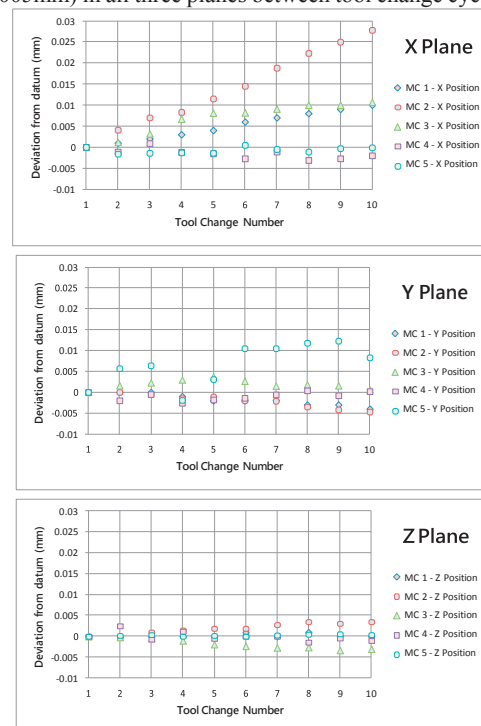 in all three planes between tool change
X Plane
Deviation from datum (mm)
0.03
0.025
0.02
0.015
0.01
0.005
0
-0.005
-0.01
1 2 3 4 5 6 7 8 9 10
Tool Change Number
MC 1 - X Position
MC 2 - X Position
MC 3 - X Position
MC 4 - X Position
MC 5 - X Position
Y Plane
Deviation from datum (mm)
0.03
0.025
0.02
0.015
0.01
0.005
0
-0.005
-0.01
1 2 3 4 5 6 7 8 9 10
Tool Change Number
MC 1 - Y Position
MC 2 - Y Position
MC 3 - Y Position
MC 4 - Y Position
MC 5 - Y Position
Z Plane
Deviation from datum (mm)
0.03
0.025
0.02
0.015
0.01
0.005
0
-0.005
-0.01
1 2 3 4 5 6 7 8 9 10
Tool Change Number
MC 1 - Z Position
MC 2 - Z Position
MC 3 - Z Position
MC 4 - Z Position
MC 5 - Z Position